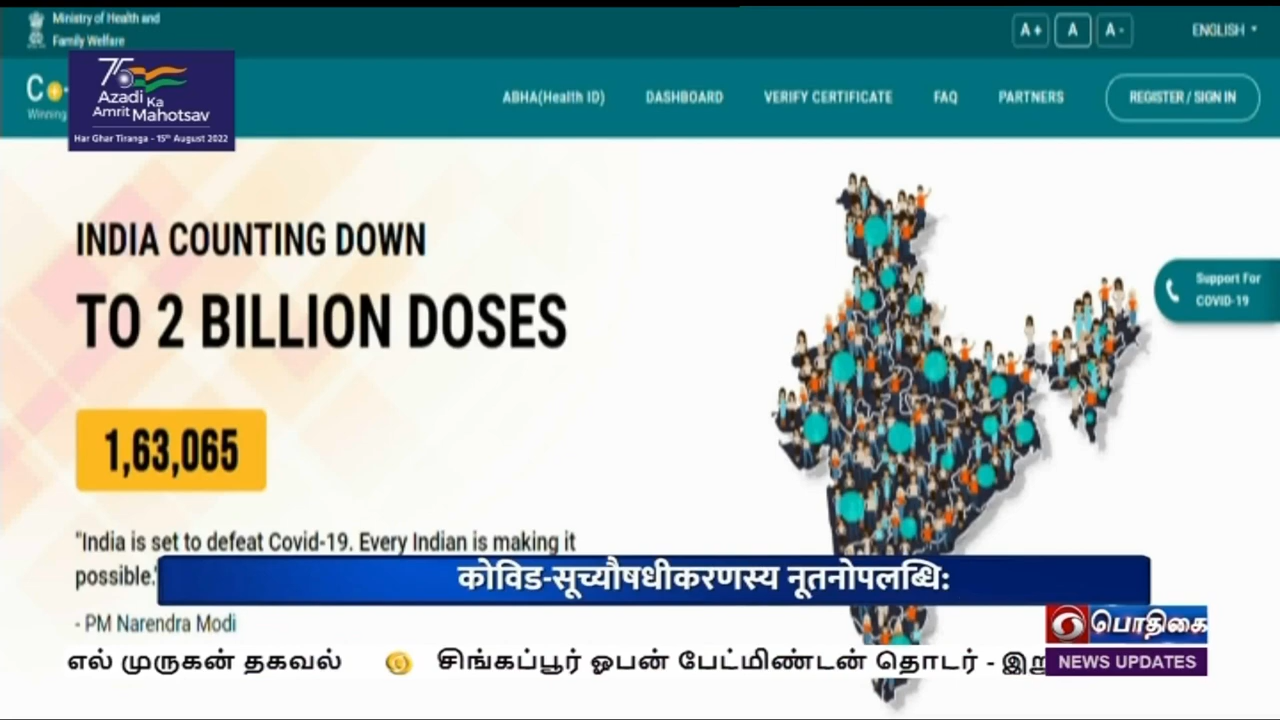 Ministry of Health and
Family Welfare
A+ A A- ENGLISH
75
Azadi Ka
Amrit Mahotsav
Har Ghar Tiranga - 15th August 2022
Winning
ABHA(Health ID) DASHBOARD VERIFY CERTIFICATE FAQ PARTNERS REGISTER / SIGN IN
INDIA COUNTING DOWN
TO 2 BILLION DOSES
Support For
COVID-19
1,63,065
"India is set to defeat Covid-19. Every Indian is making it
possible."
कोविड-सूच्यौषधीकरणस्य नूतनोपलब्धि:
- PM Narendra Modi
பொதிகை
எல் முருகன் தகவல் சிங்கப்பூர் ஓபன் பேட்மிண்டன் தொடர் -
NEWS UPDATES